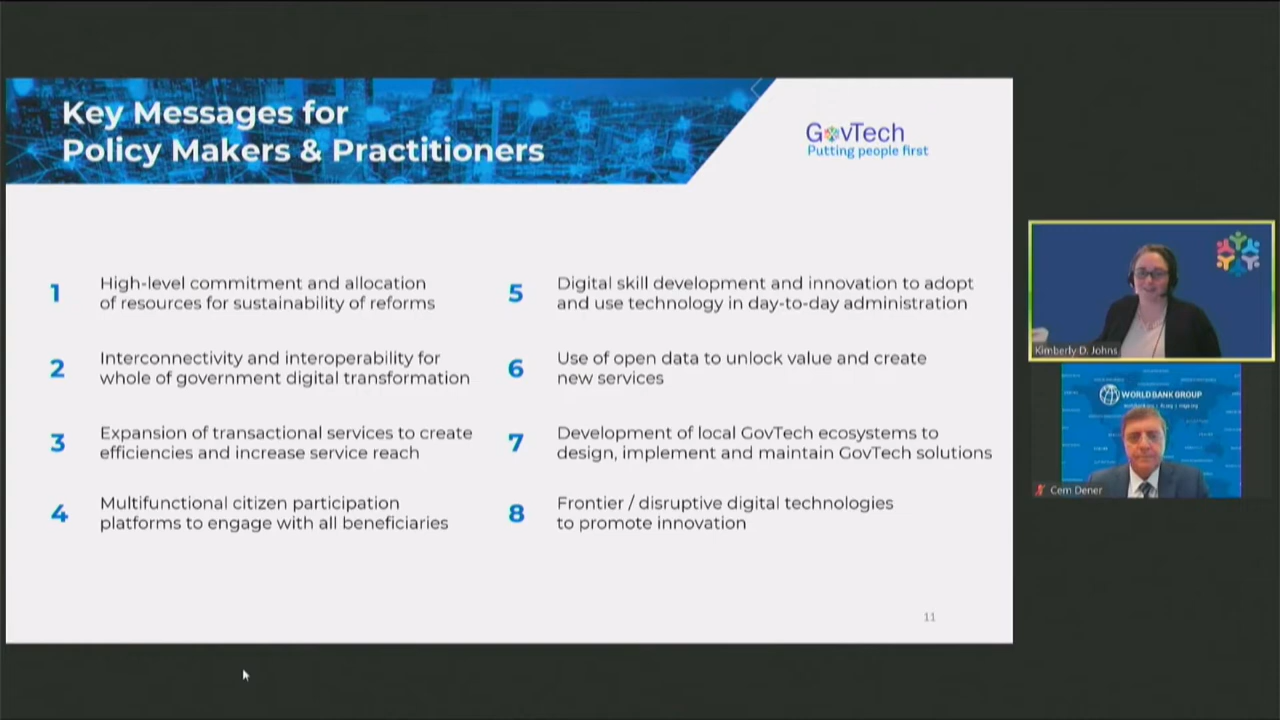 Key Messages for
Policy Makers & Practitioners
GovTech
Putting people first
1
High-level commitment and allocation
of resources for sustainability of reforms
2
Interconnectivity and interoperability for
whole of government digital transformation
3
Expansion of transactional services to create
efficiencies and increase service reach
4
Multifunctional citizen participation
platforms to engage with all beneficiaries
5
Digital skill development and innovation to adopt
and use technology in day-to-day administration
6
Use of open data to unlock value and create
new services
7
Development of local GovTech ecosystems to
design, implement and maintain GovTech solutions
8
Frontier / disruptive digital technologies
to promote innovation
11
Kimberly D. Johns
WORLD BANK GROUP
Cem Dener